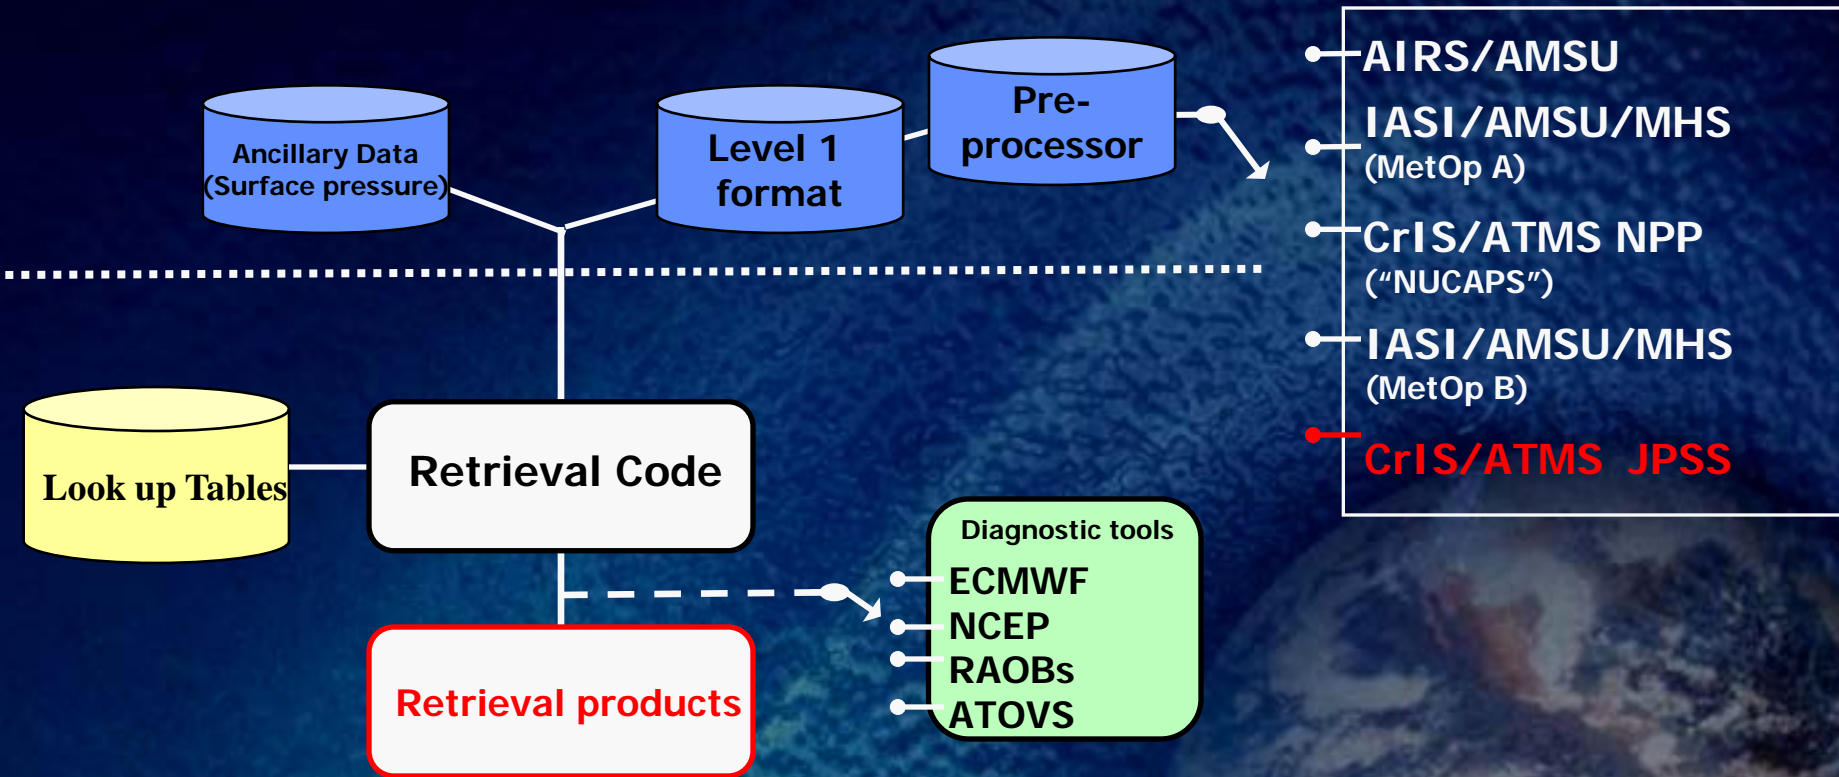 Ancillary Data
(Surface pressure)
Level 1
format
Pre-
processor
AIRS/AMSU
IASI/AMSU/MHS
(MetOp A)
CrIS/ATMS NPP
(“NUCAPS”)
IASI/AMSU/MHS
(MetOp B)
CrIS/ATMS JPSS
Look up Tables
Retrieval Code
Diagnostic tools
ECMWF
NCEP
RAOBs
ATOVS
Retrieval products